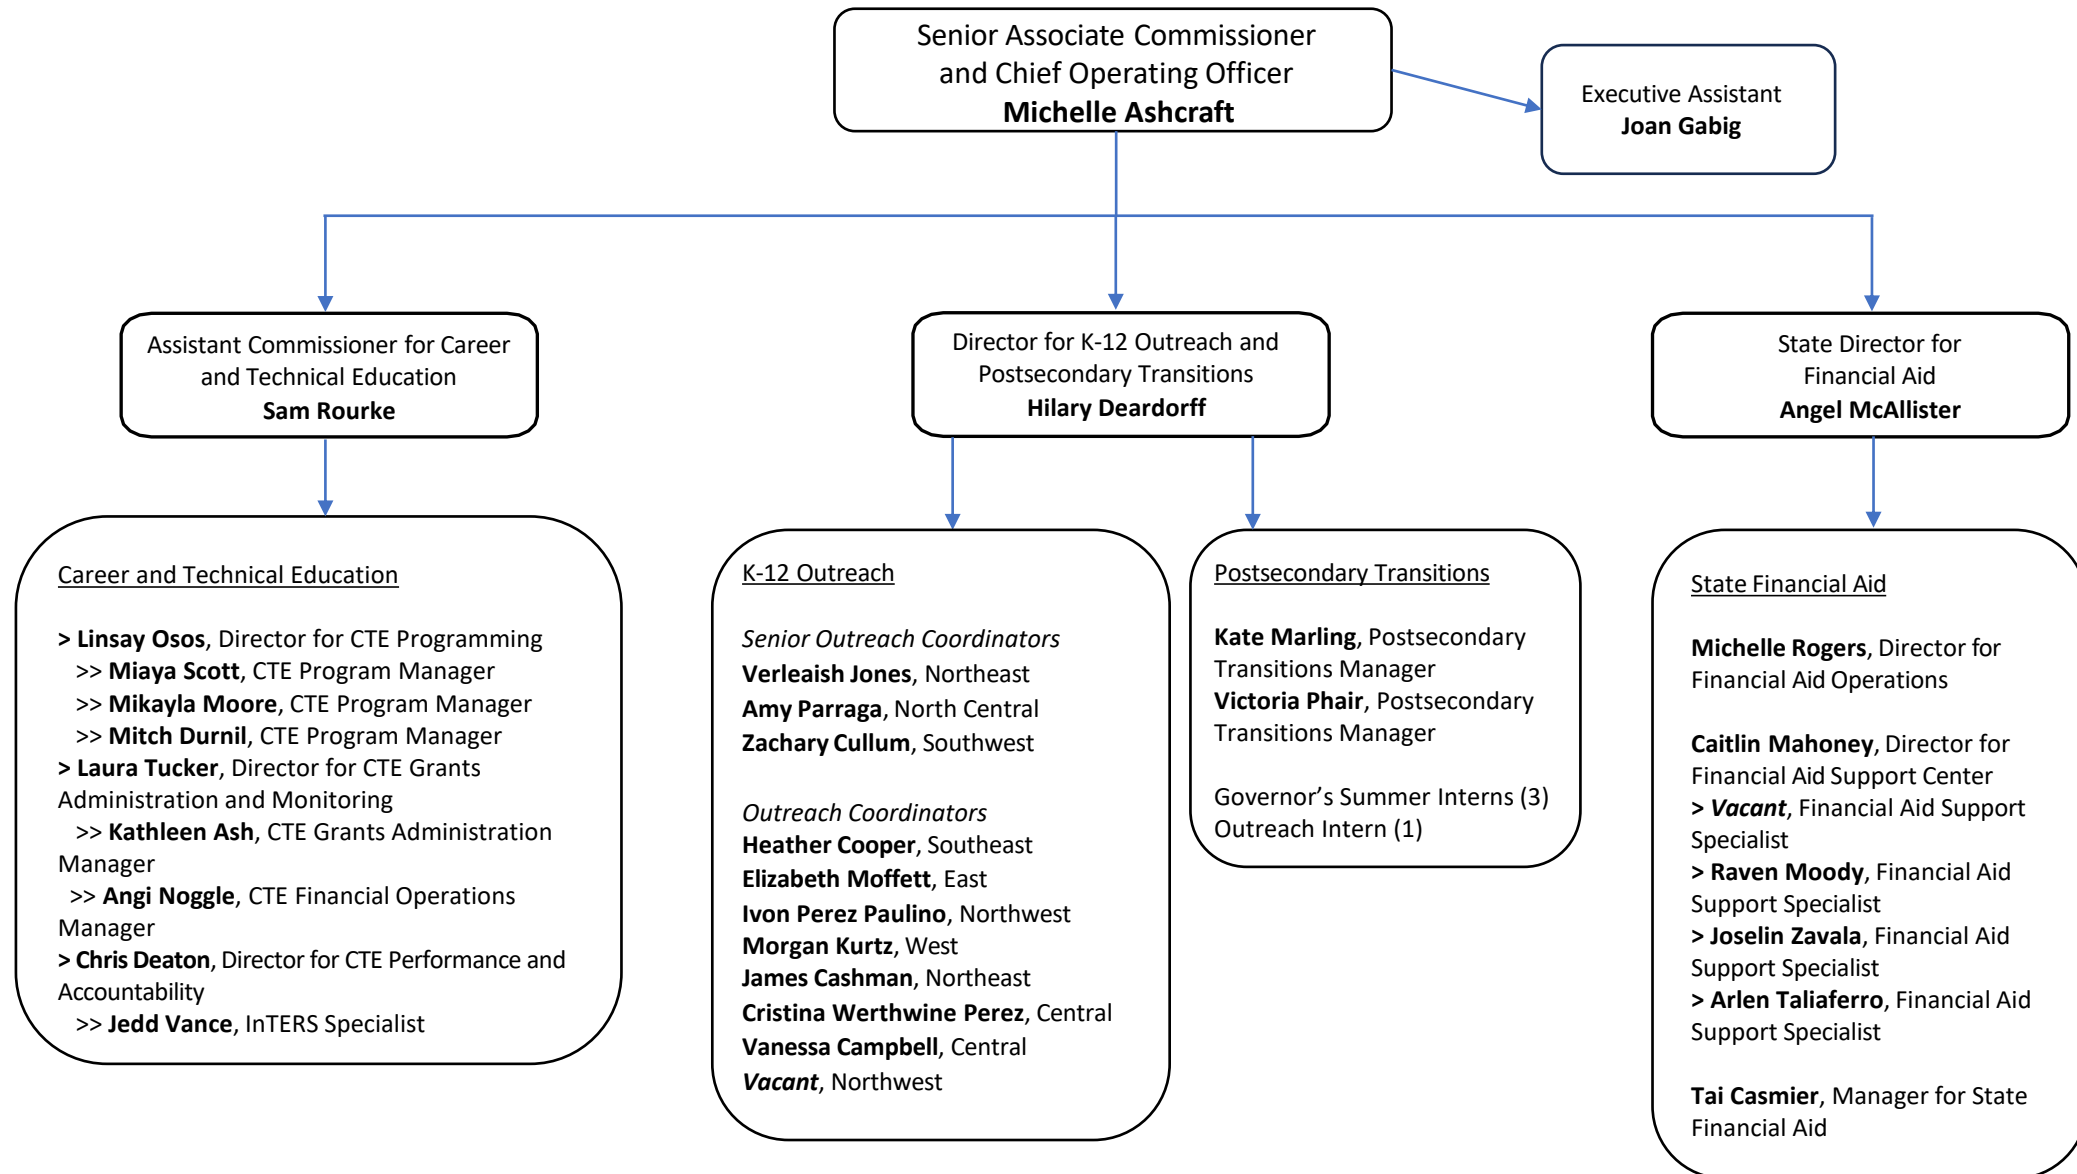 Senior Associate Commissioner
and Chief Operating Officer
Michelle Ashcraft
Executive Assistant
Joan Gabig
Assistant Commissioner for Career
and Technical Education
Sam Rourke
Director for K-12 Outreach and
Postsecondary Transitions
Hilary Deardorff
State Director for
Financial Aid
Angel McAllister
Career and Technical Education
> Linsay Osos, Director for CTE Programming
>> Miaya Scott, CTE Program Manager
>> Mikayla Moore, CTE Program Manager
>> Mitch Durnil, CTE Program Manager
> Laura Tucker, Director for CTE Grants
Administration and Monitoring
>> Kathleen Ash, CTE Grants Administration
Manager
>> Angi Noggle, CTE Financial Operations
Manager
> Chris Deaton, Director for CTE Performance and
Accountability
>> Jedd Vance, InTERS Specialist
K-12 Outreach
Senior Outreach Coordinators
Verleaish Jones, Northeast
Amy Parraga, North Central
Zachary Cullum, Southwest
Outreach Coordinators
Heather Cooper, Southeast
Elizabeth Moffett, East
Ivon Perez Paulino, Northwest
Morgan Kurtz, West
James Cashman, Northeast
Cristina Werthwine Perez, Central
Vanessa Campbell, Central
Vacant, Northwest
Postsecondary Transitions
Kate Marling, Postsecondary
Transitions Manager
Victoria Phair, Postsecondary
Transitions Manager
Governor’s Summer Interns (3)
Outreach Intern (1)
State Financial Aid
Michelle Rogers, Director for
Financial Aid Operations
Caitlin Mahoney, Director for
Financial Aid Support Center
> Vacant, Financial Aid Support
Specialist
> Raven Moody, Financial Aid
Support Specialist
> Joselin Zavala, Financial Aid
Support Specialist
> Arlen Taliaferro, Financial Aid
Support Specialist
Tai Casmier, Manager for State
Financial Aid